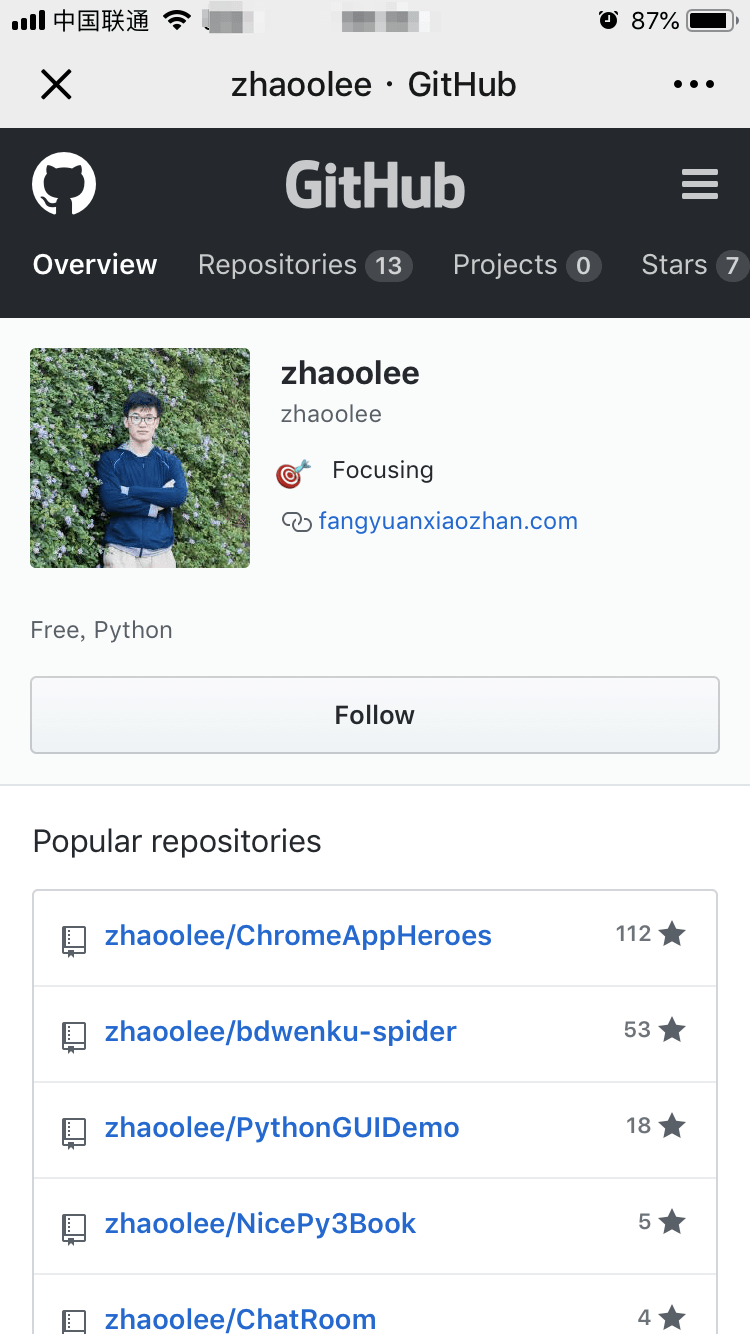 中国联通 87%
zhaoolee · GitHub
GitHub
Overview Repositories 13 Projects 0 Stars 7
zhaoolee
zhaoolee
Focusing
fangyuanxiaozhan.com
Free, Python
Follow
Popular repositories
zhaoolee/ChromeAppHeroes 112
zhaoolee/bdwenku-spider 53
zhaoolee/PythonGUIDemo 18
zhaoolee/NicePy3Book 5
zhaoolee/ChatRoom 4